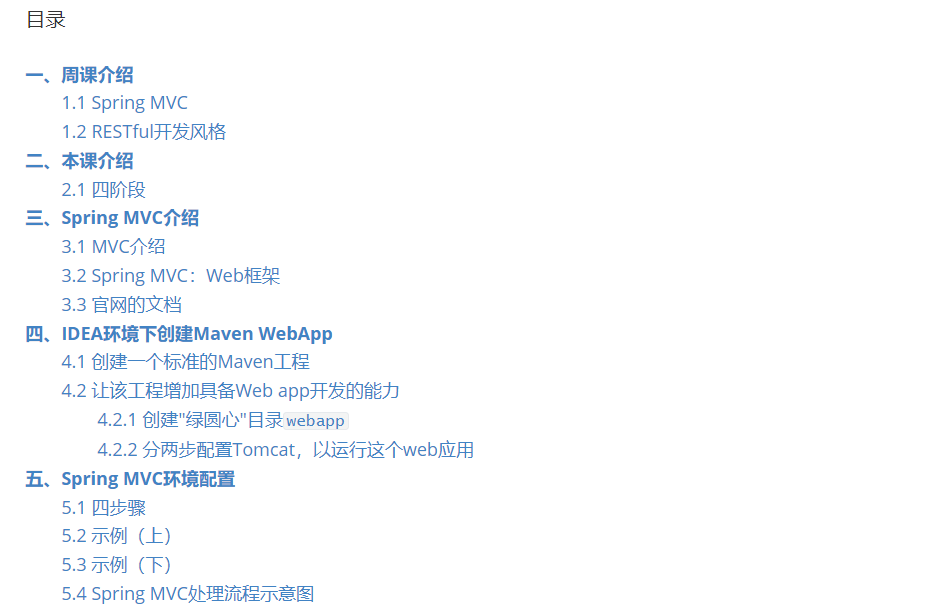 目录
一、周课介绍
1.1 Spring MVC
1.2 RESTful开发风格
二、本课介绍
2.1 四阶段
三、Spring MVC介绍
3.1 MVC介绍
3.2 Spring MVC：Web框架
3.3 官网的文档
四、IDEA环境下创建Maven WebApp
4.1 创建一个标准的Maven工程
4.2 让该工程增加具备Web app开发的能力
4.2.1 创建"绿圆心"目录webapp
4.2.2 分两步配置Tomcat，以运行这个web应用
五、Spring MVC环境配置
5.1 四步骤
5.2 示例（上）
5.3 示例（下）
5.4 Spring MVC处理流程示意图